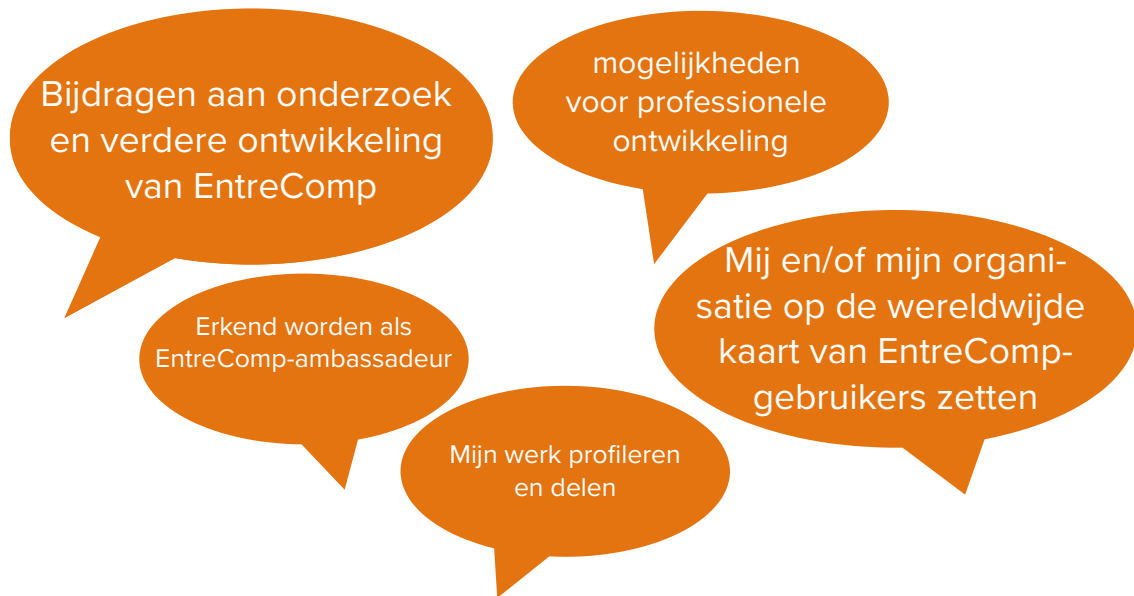 Bijdragen aan onderzoek
en verdere ontwikkeling
van EntreComp
mogelijkheden
voor professionele
ontwikkeling
Mij en/of mijn organi-
satie op de wereldwijde
kaart van EntreComp-
gebruikers zetten
Erkend worden als
EntreComp-ambassadeur
Mijn werk profileren
en delen